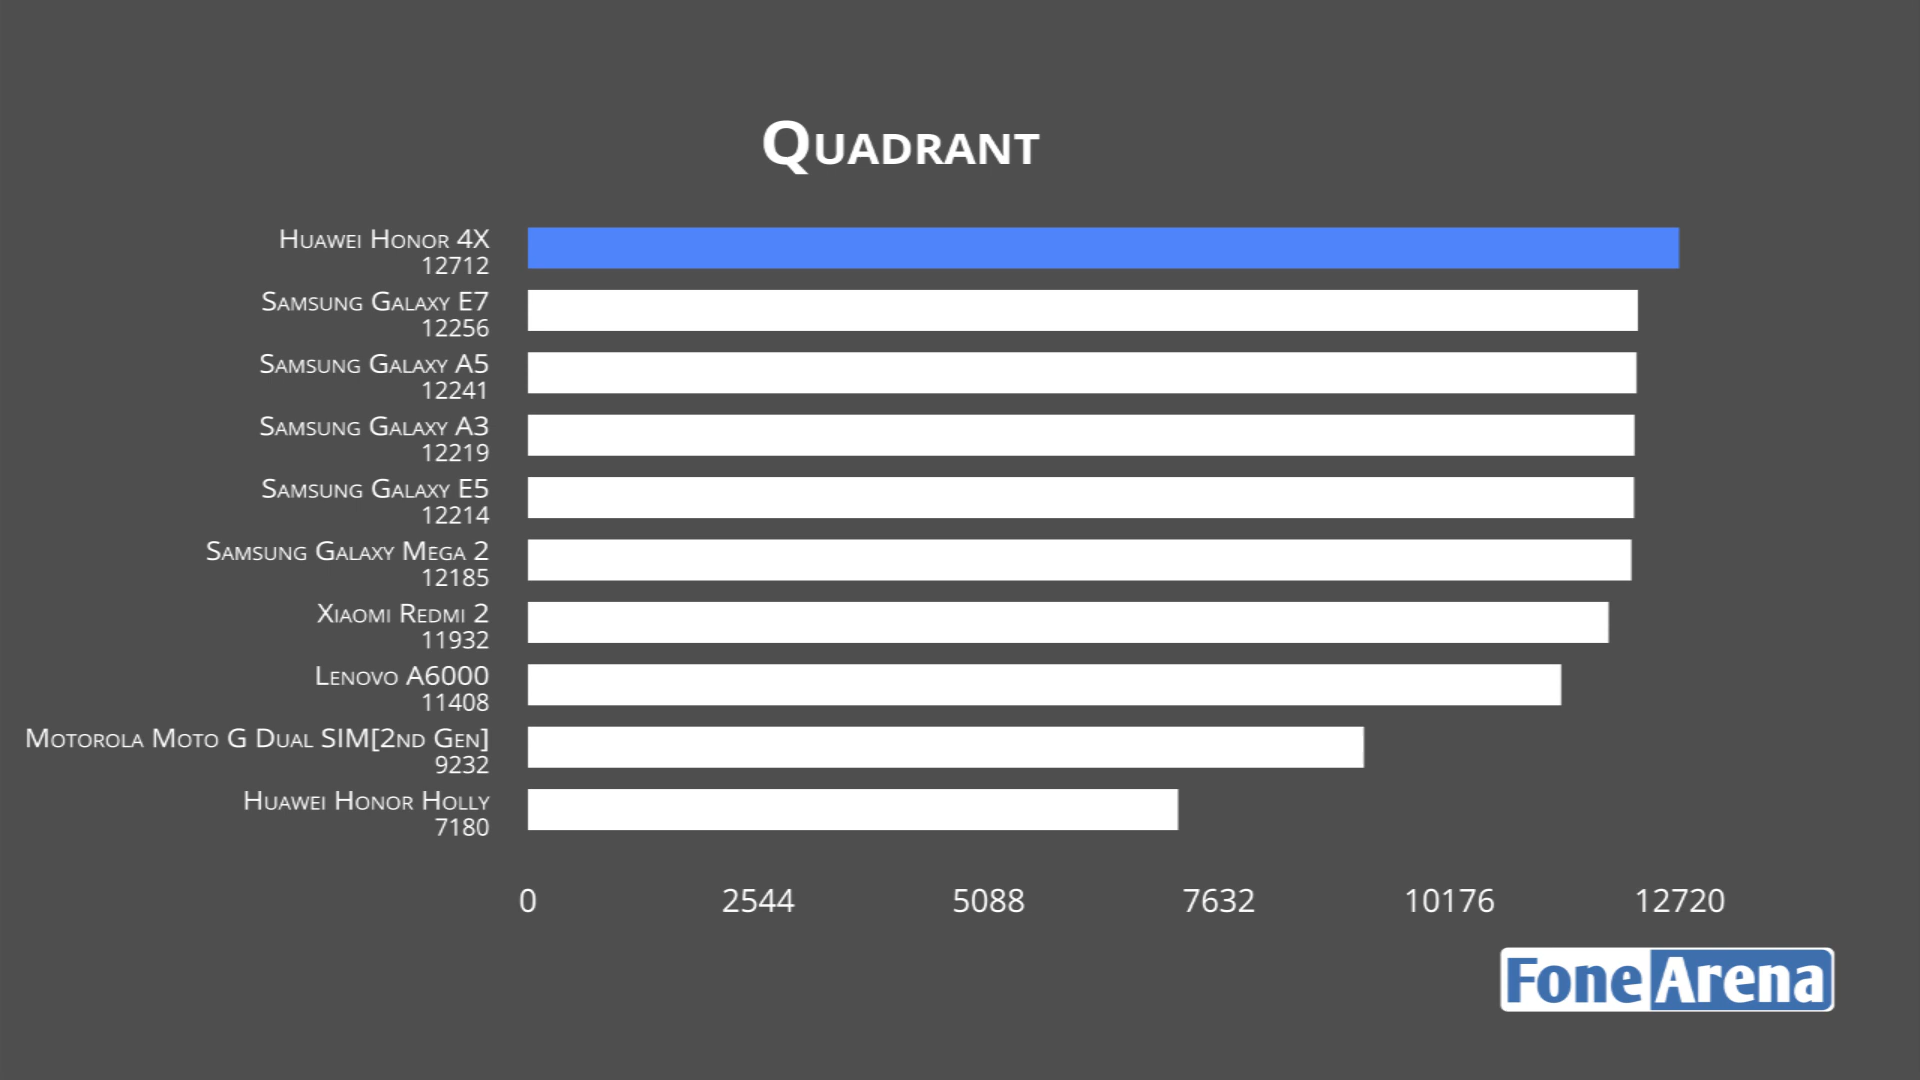 Quadrant
Huawei Honor 4X
12712
Samsung Galaxy E7
12256
Samsung Galaxy A5
12241
Samsung Galaxy A3
12219
Samsung Galaxy E5
12214
Samsung Galaxy Mega 2
12185
Xiaomi Redmi 2
11932
Lenovo A6000
11408
Motorola Moto G Dual SIM[2nd Gen]
9232
Huawei Honor Holly
7180
0 2544 5088 7632 10176 12720
FoneArena